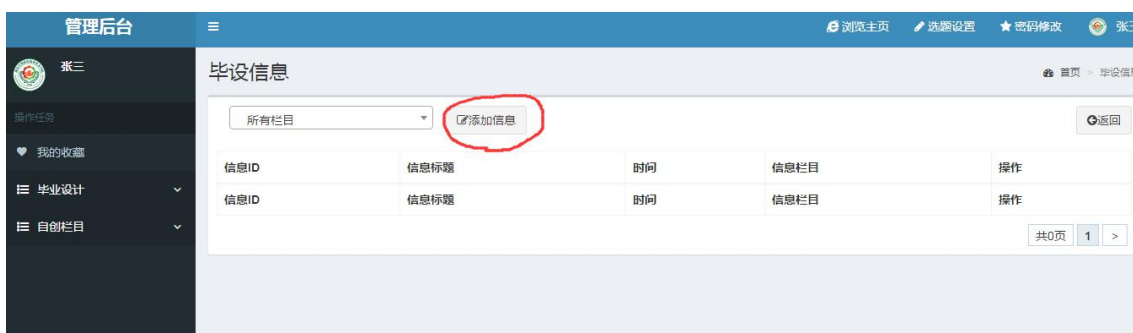 管理后台 浏览主页 选题设置 密码修改 张三
张三
毕设信息 首页 > 毕设信息
操作任务
所有栏目 添加信息 返回
我的收藏
信息ID 信息标题 时间 信息栏目 操作
毕业设计
信息ID 信息标题 时间 信息栏目 操作
自创栏目
共0页 1 >